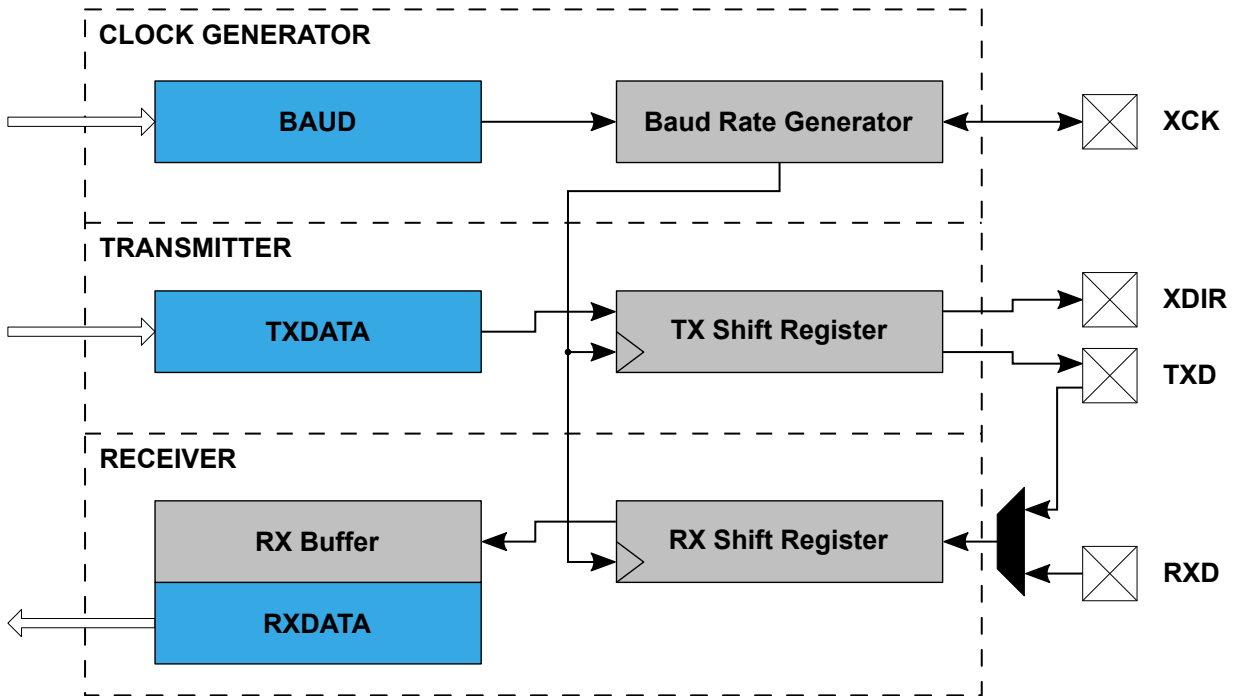 CLOCK GENERATOR
BAUD
Baud Rate Generator
XCK
TRANSMITTER
TXDATA
TX Shift Register
XDIR
TXD
RECEIVER
RX Buffer
RX Shift Register
RXD
RXDATA